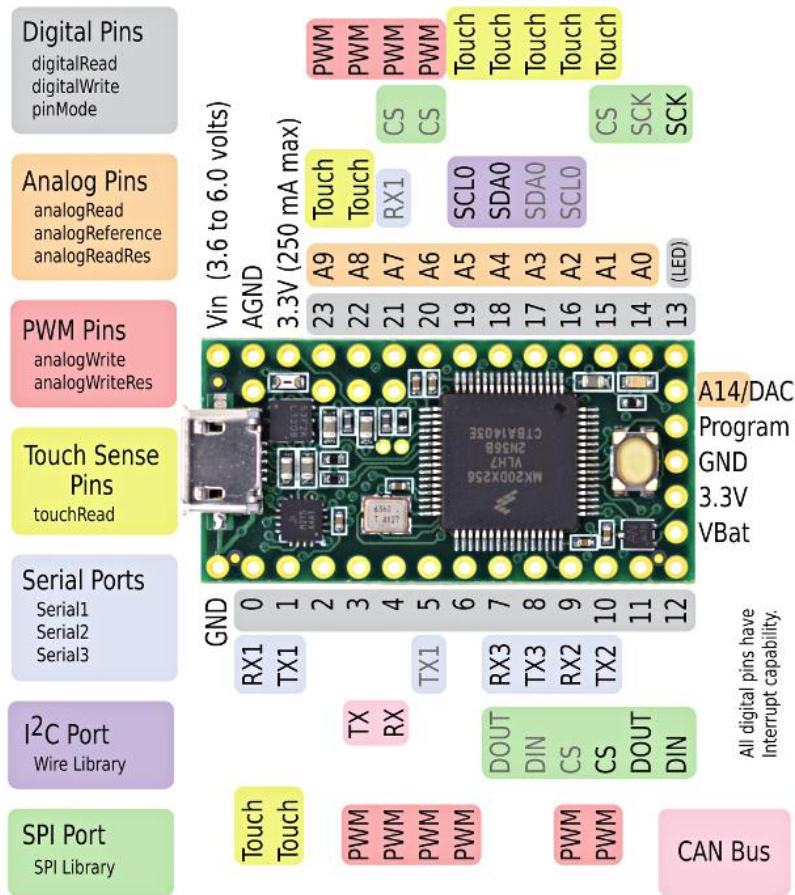 Digital Pins
digitalRead
digitalWrite
pinMode
Analog Pins
analogRead
analogReference
analogReadRes
PWM Pins
analogWrite
analogWriteRes
Touch Sense
Pins
touchRead
Serial Ports
Serial1
Serial2
Serial3
I²C Port
Wire Library
SPI Port
SPI Library
PWM PWM PWM PWM Touch Touch Touch Touch Touch
CS CS CS SCK SCK
Touch Touch RX1 SCL0 SDA0 SDA0 SCL0
Vin (3.6 to 6.0 volts)
AGND
3.3V (250 mA max)
A9 A8 A7 A6 A5 A4 A3 A2 A1 A0 (LED)
23 22 21 20 19 18 17 16 15 14 13
MK20DX256
VLH7
2N56B
CTBA1403E
A14/DAC
Program
GND
3.3V
VBat
GND
0 1 2 3 4 5 6 7 8 9 10 11 12
RX1 TX1 TX1 RX3 TX3 RX2 TX2
TX RX DOUT DIN CS CS DOUT DIN
Touch Touch PWM PWM PWM PWM PWM PWM
All digital pins have
Interrupt capability.
CAN Bus